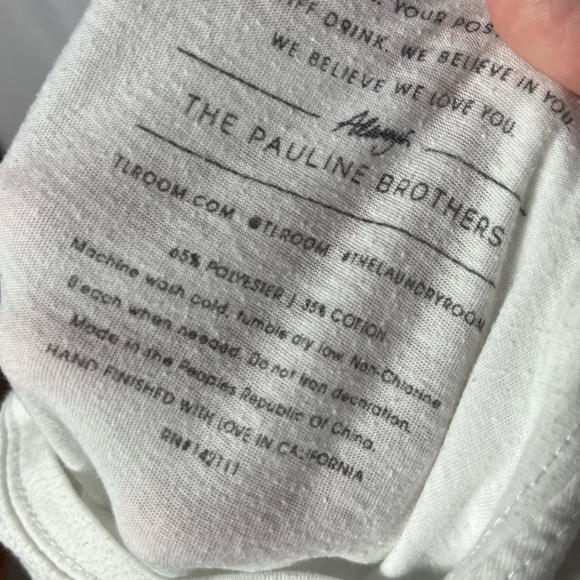 YOUR POS
DRINK. WE BELIEVE IN YOU.
WE BELIEVE WE LOVE YOU.
Always,
THE PAULINE BROTHERS
TLROOM.COM @TLROOM #THELAUNDRYROOM
65% POLYESTER | 35% COTTON
Machine wash cold, tumble dry low Non-Chlorine
Beach when needed. Do not Iron decoration.
Made in the Peoples Republic Of China.
HAND FINISHED WITH LOVE IN CALIFORNIA
RN#142111